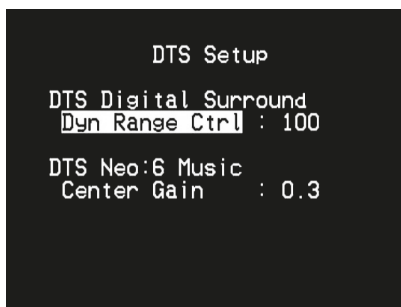 DTS Setup
DTS Digital Surround
Dyn Range Ctrl : 100
DTS Neo:6 Music
Center Gain : 0.3